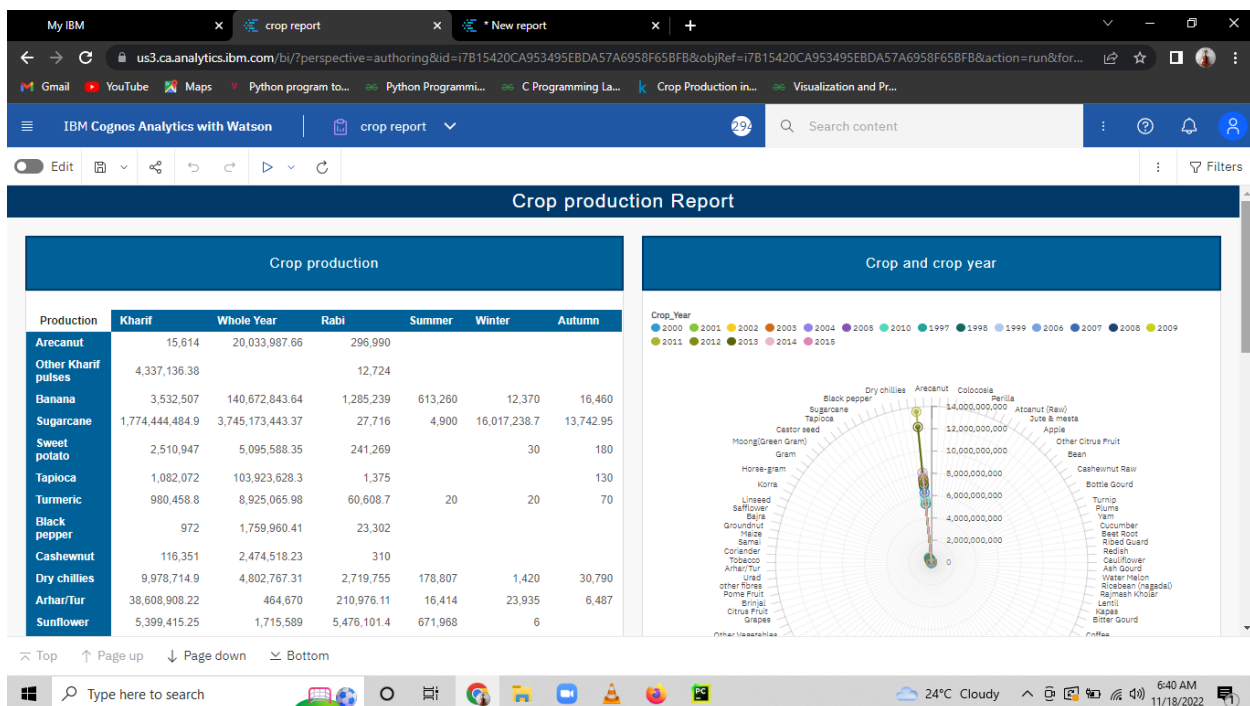 My IBM
crop report
* New report
us3.ca.analytics.ibm.com/bi/?perspective=authoring&id=i7B15420CA953495EBDA57A6958F65BFB&objRef=i7B15420CA953495EBDA57A6958F65BFB&action=run&for...
Gmail YouTube Maps Python program to... Python Programmi... C Programming La... Crop Production in... Visualization and Pr...
IBM Cognos Analytics with Watson crop report 294 Search content
Edit Filters
Crop production Report
Crop production
Production Kharif Whole Year Rabi Summer Winter Autumn
Arecanut 15,614 20,033,987.66 296,990
Other Kharif pulses 4,337,136.38 12,724
Banana 3,532,507 140,672,843.64 1,285,239 613,260 12,370 16,460
Sugarcane 1,774,444,484.9 3,745,173,443.37 27,716 4,900 16,017,238.7 13,742.95
Sweet potato 2,510,947 5,095,588.35 241,269 30 180
Tapioca 1,082,072 103,923,628.3 1,375 130
Turmeric 980,458.8 8,925,065.98 60,608.7 20 20 70
Black pepper 972 1,759,960.41 23,302
Cashewnut 116,351 2,474,518.23 310
Dry chillies 9,978,714.9 4,802,767.31 2,719,755 178,807 1,420 30,790
Arhar/Tur 38,608,908.22 464,670 210,976.11 16,414 23,935 6,487
Sunflower 5,399,415.25 1,715,589 5,476,101.4 671,968 6
Crop and crop year
Crop_Year
2000 2001 2002 2003 2004 2005 2010 1997 1998 1999 2006 2007 2008 2009
2011 2012 2013 2014 2015
Dry chillies Arecanut Colocosia
Black pepper Perilla
Sugarcane 14,000,000,000 Atcanut (Raw)
Tapioca Jute & mesta
Castor seed 12,000,000,000 Apple
Moong(Green Gram) Other Citrus Fruit
Gram 10,000,000,000 Bean
Horse-gram 8,000,000,000 Cashewnut Raw
Korra Bottle Gourd
Linseed 6,000,000,000 Turnip
Safflower Plums
Bajra 4,000,000,000 Yam
Groundnut Cucumber
Maize Beet Root
Samai 2,000,000,000 Ribed Guard
Coriander Redish
Tobacco 0 Cauliflower
Arhar/Tur Ash Gourd
Urad Water Melon
other fibres Ricebean (nagadal)
Pome Fruit Rajmash Kholar
Brinjal Lentil
Citrus Fruit Kapas
Grapes Bitter Gourd
Other Vegetables Coffee
Top Page up Page down Bottom
Type here to search 24°C Cloudy 6:40 AM
11/18/2022